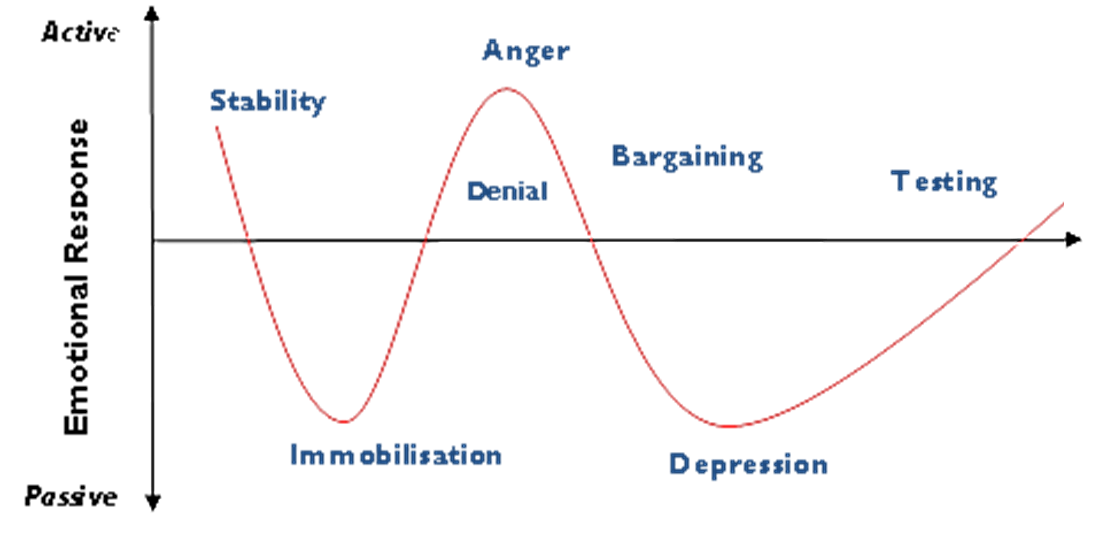 Active
Anger
Stability
Bargaining
Testing
Denial
Emotional Response
Immobilisation
Depression
Passive